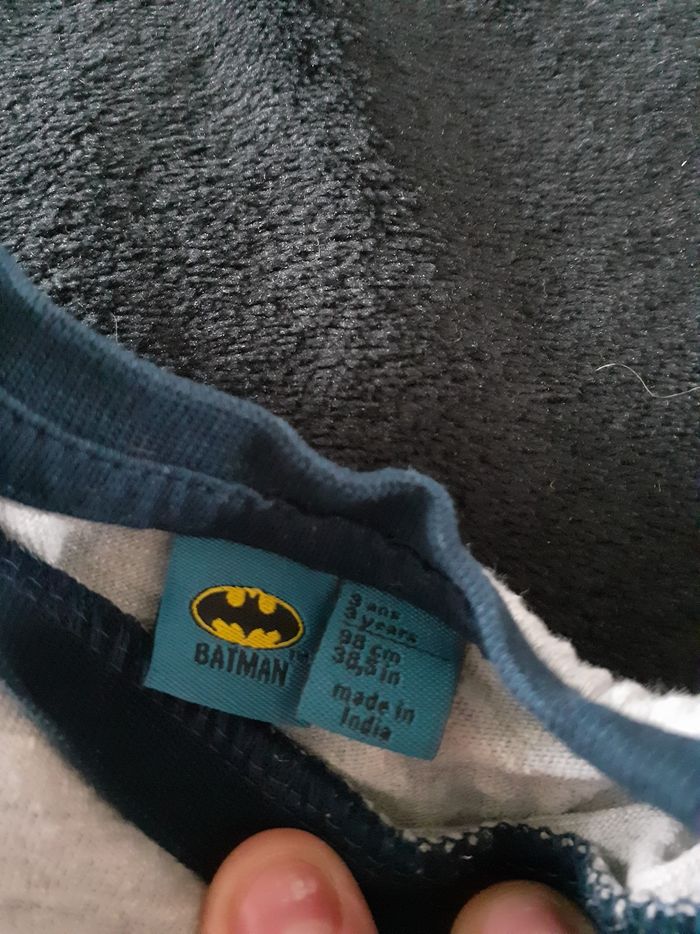 BATMAN
3 ans
3 years
98 cm
38,5 in
made in
India